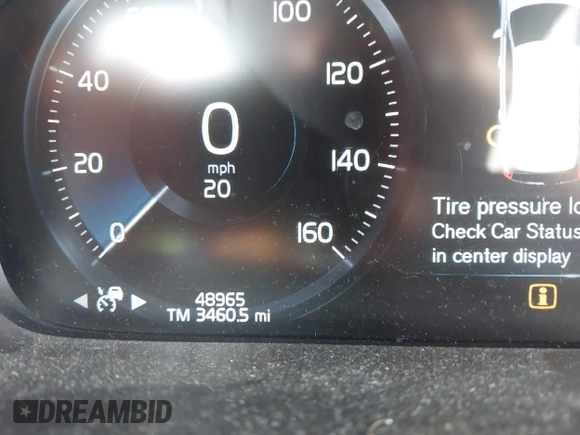 100
120
140
160
40
20
0
0
mph
20
48965
TM 3460.5 mi
Tire pressure lo
Check Car Status
in center display
i
DREAMBID